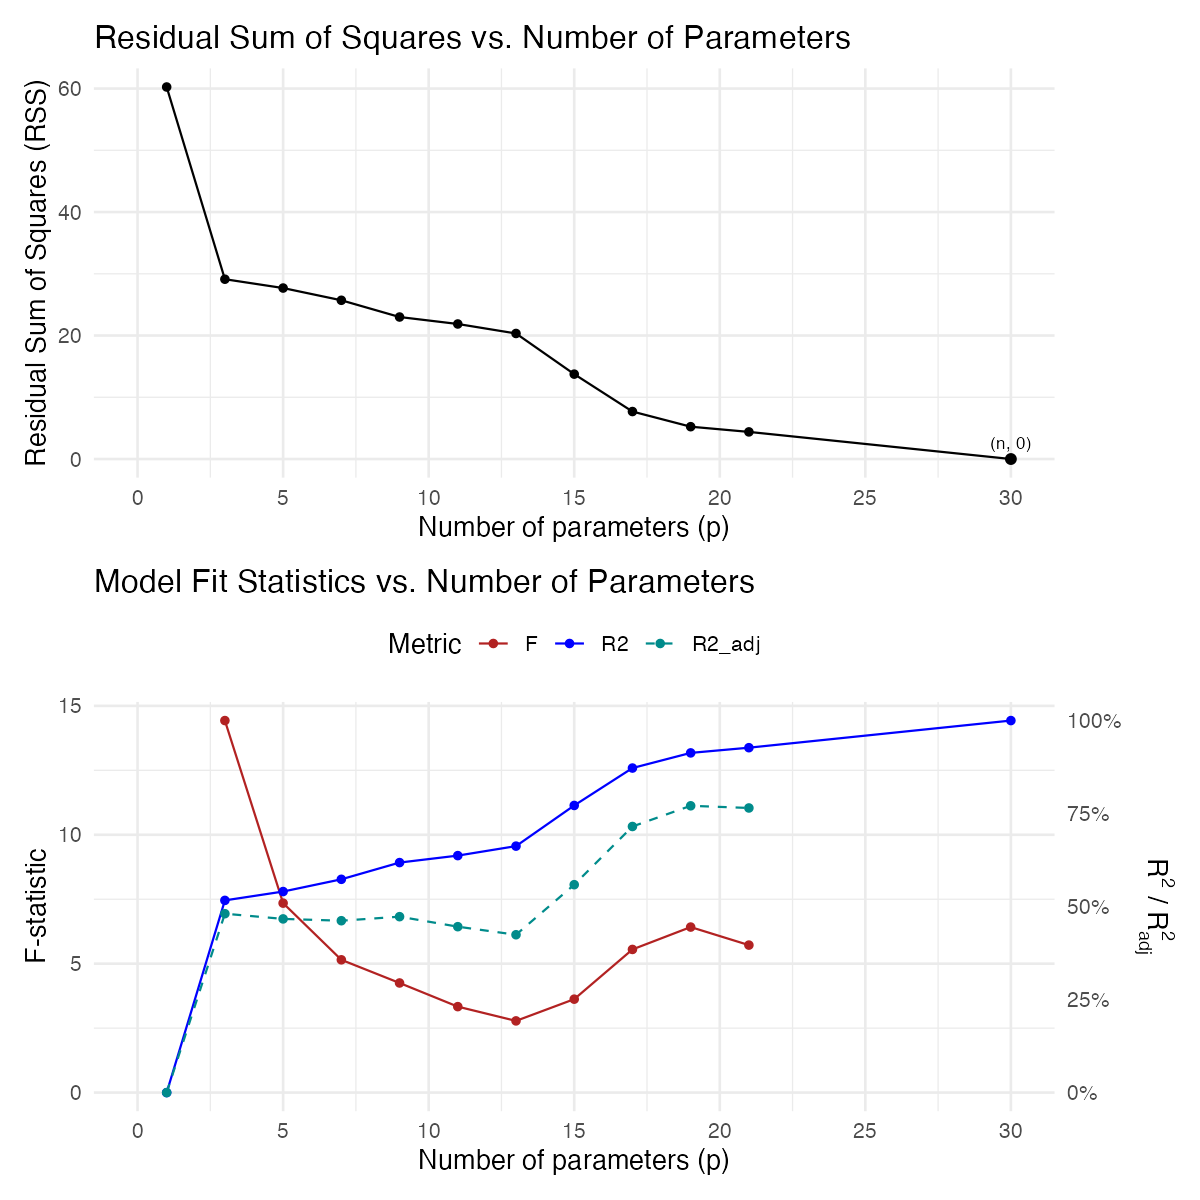 Residual Sum of Squares vs. Number of Parameters
Residual Sum of Squares (RSS)
60
40
20
0
(n, 0)
0 5 10 15 20 25 30
Number of parameters (p)
Model Fit Statistics vs. Number of Parameters
Metric F R2 R2_adj
F-statistic
15
10
5
0
100%
75%
50%
25%
0%
R² / R²adj
0 5 10 15 20 25 30
Number of parameters (p)